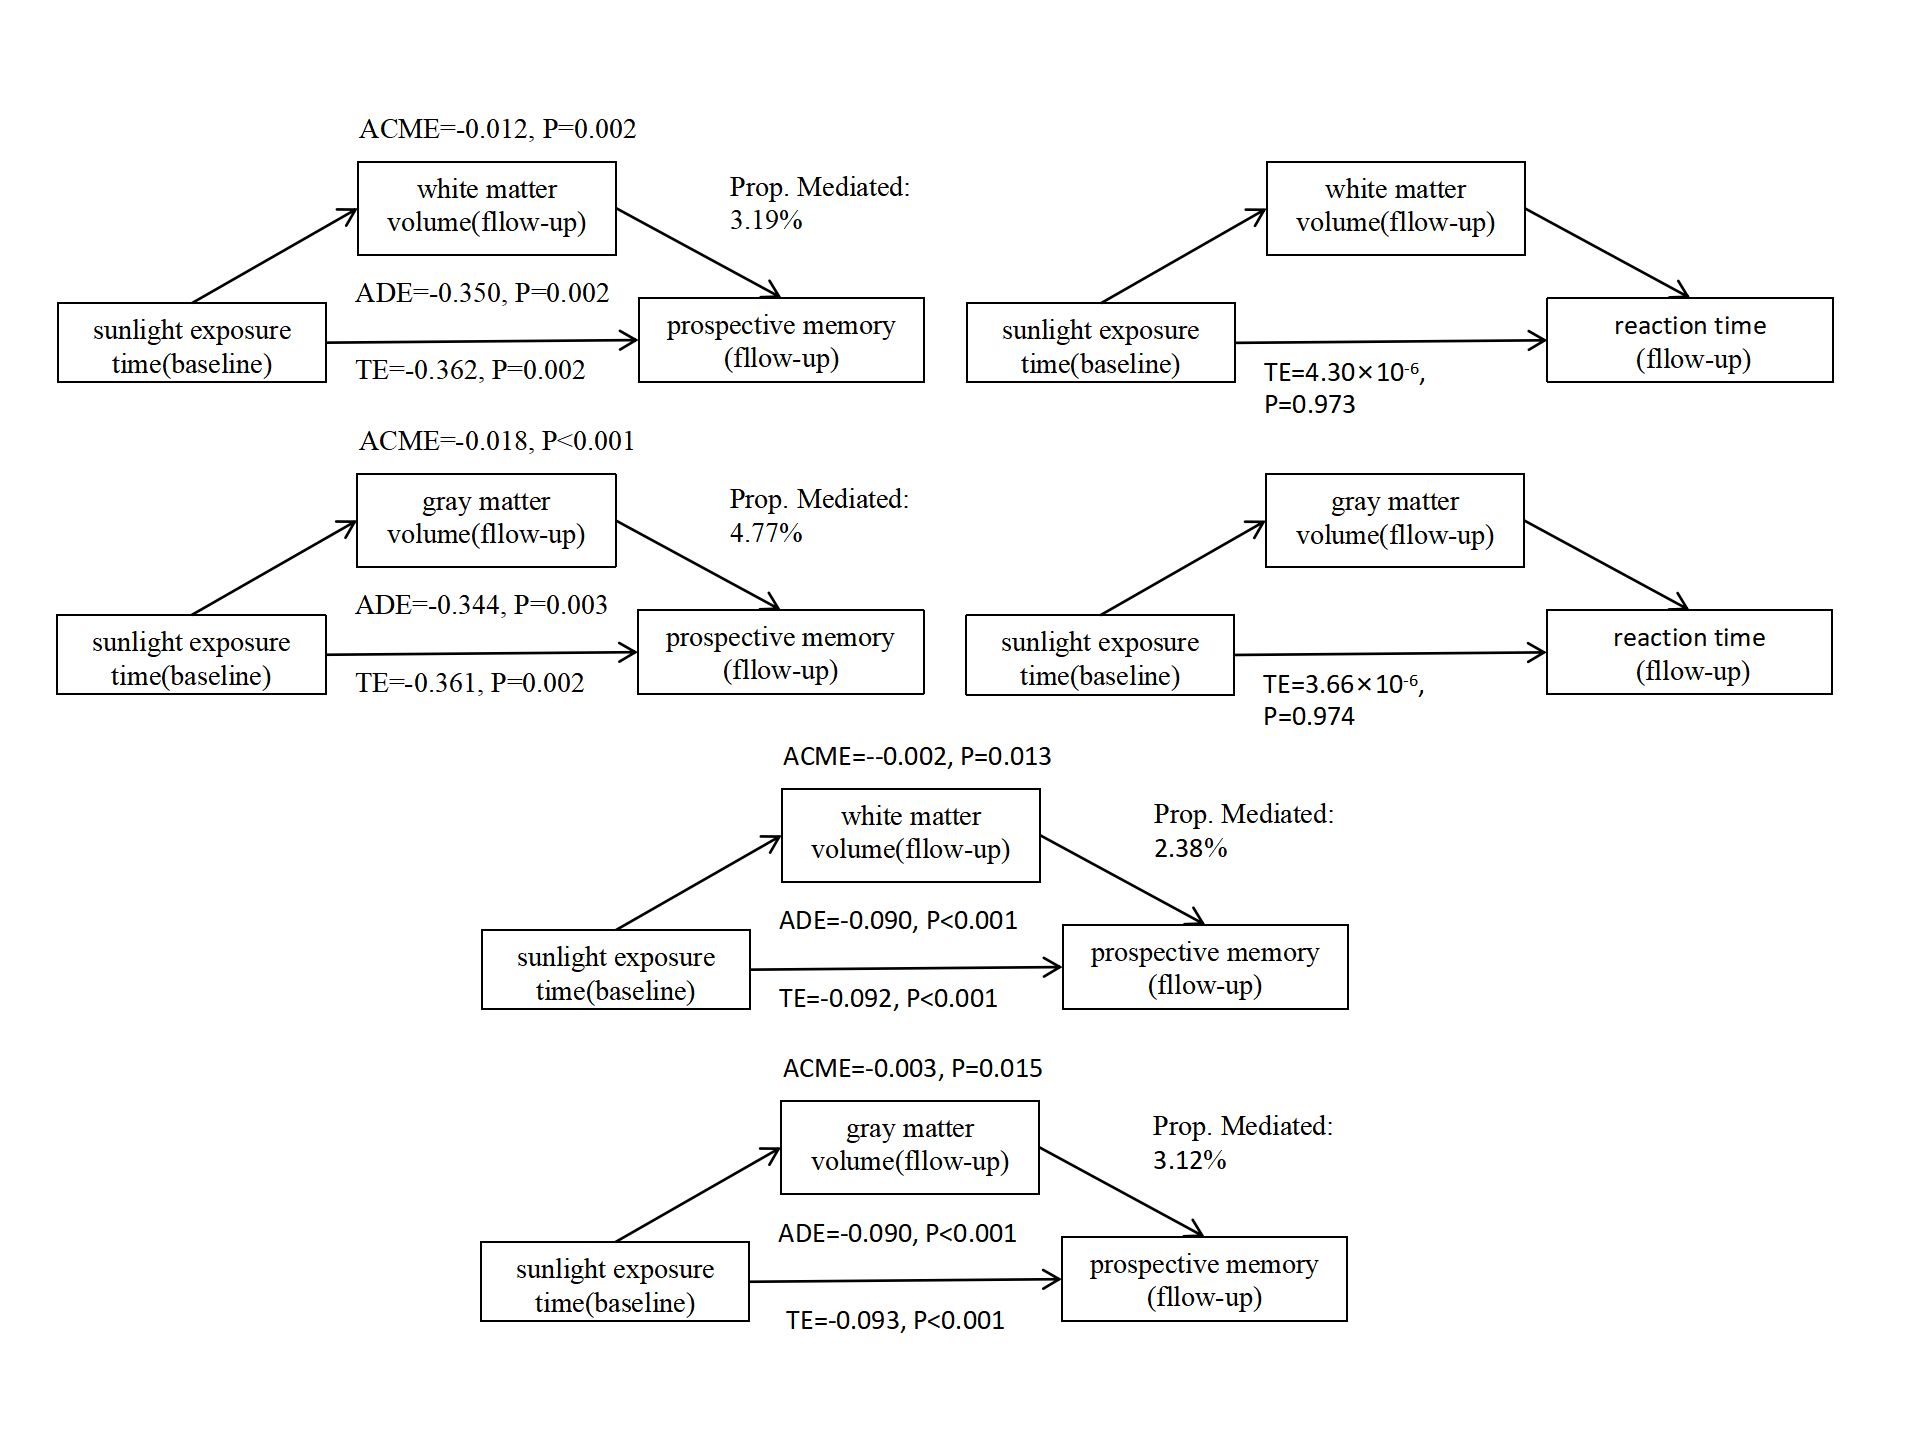 ACME=-0.012, P=0.002
white matter
volume(fllow-up)
Prop. Mediated:
3.19%
ADE=-0.350, P=0.002
sunlight exposure
time(baseline)
prospective memory
(fllow-up)
TE=-0.362, P=0.002
white matter
volume(fllow-up)
sunlight exposure
time(baseline)
reaction time
(fllow-up)
TE=4.30×10⁻⁶,
P=0.973
ACME=-0.018, P<0.001
gray matter
volume(fllow-up)
Prop. Mediated:
4.77%
ADE=-0.344, P=0.003
sunlight exposure
time(baseline)
prospective memory
(fllow-up)
TE=-0.361, P=0.002
gray matter
volume(fllow-up)
sunlight exposure
time(baseline)
reaction time
(fllow-up)
TE=3.66×10⁻⁶,
P=0.974
ACME=--0.002, P=0.013
white matter
volume(fllow-up)
Prop. Mediated:
2.38%
ADE=-0.090, P<0.001
sunlight exposure
time(baseline)
prospective memory
(fllow-up)
TE=-0.092, P<0.001
ACME=-0.003, P=0.015
gray matter
volume(fllow-up)
Prop. Mediated:
3.12%
ADE=-0.090, P<0.001
sunlight exposure
time(baseline)
prospective memory
(fllow-up)
TE=-0.093, P<0.001